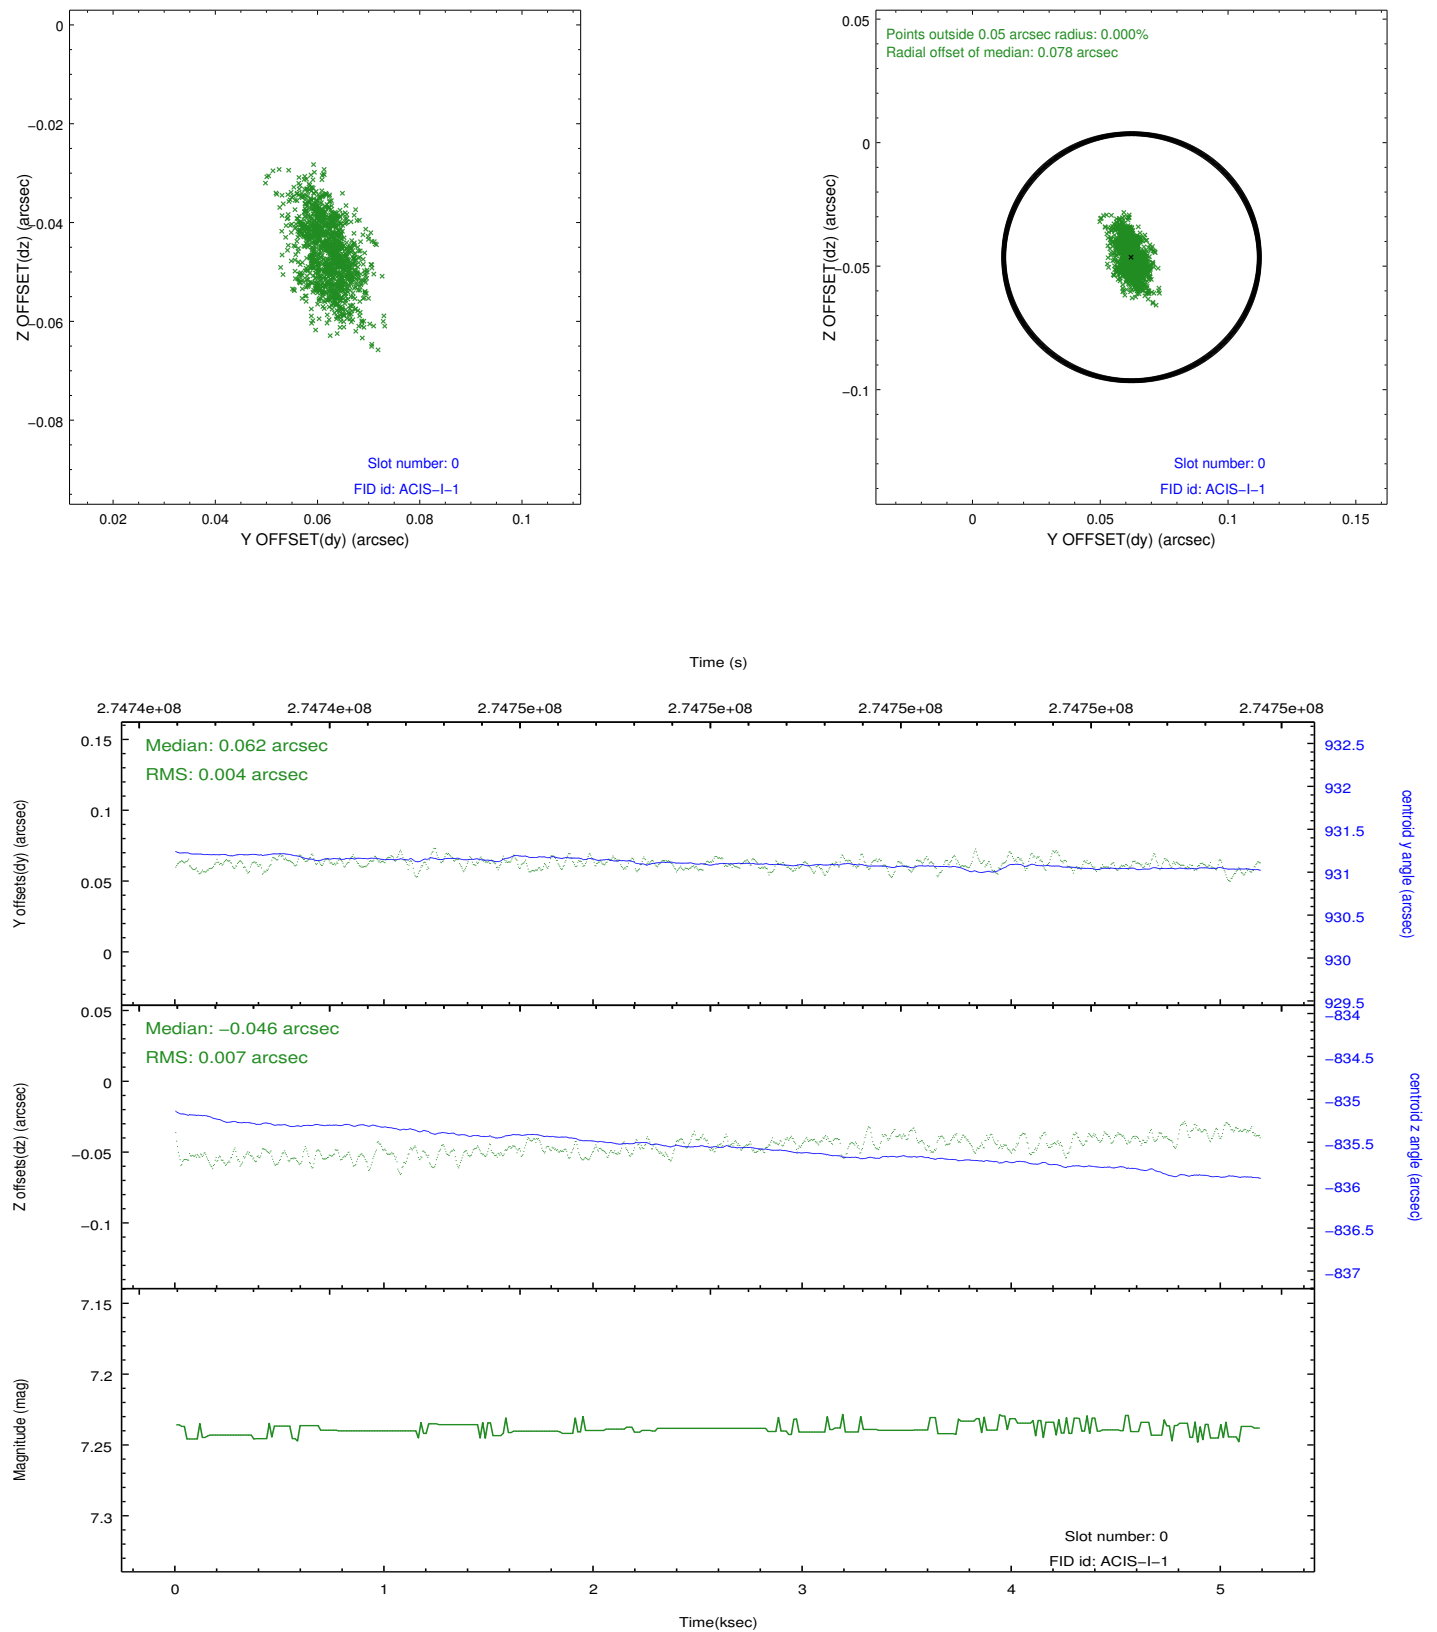 0
−0.02
−0.04
−0.06
−0.08
Z OFFSET(dz) (arcsec)
Slot number: 0
FID id: ACIS−I−1
0.02
0.04
0.06
0.08
0.1
Y OFFSET(dy) (arcsec)
0.05
0
−0.05
−0.1
Z OFFSET(dz) (arcsec)
Points outside 0.05 arcsec radius: 0.000%
Radial offset of median: 0.078 arcsec
Slot number: 0
FID id: ACIS−I−1
0
0.05
0.1
0.15
Y OFFSET(dy) (arcsec)
Time (s)
2.7474e+08
2.7474e+08
2.7475e+08
2.7475e+08
2.7475e+08
2.7475e+08
2.7475e+08
0.15
0.1
0.05
0
Y offsets(dy) (arcsec)
Median: 0.062 arcsec
RMS: 0.004 arcsec
932.5
932
931.5
931
930.5
930
929.5
centroid y angle (arcsec)
0.05
0
−0.05
−0.1
Z offsets(dz) (arcsec)
Median: −0.046 arcsec
RMS: 0.007 arcsec
−834
−834.5
−835
−835.5
−836
−836.5
−837
centroid z angle (arcsec)
7.15
7.2
7.25
7.3
Magnitude (mag)
Slot number: 0
FID id: ACIS−I−1
0
1
2
3
4
5
Time(ksec)